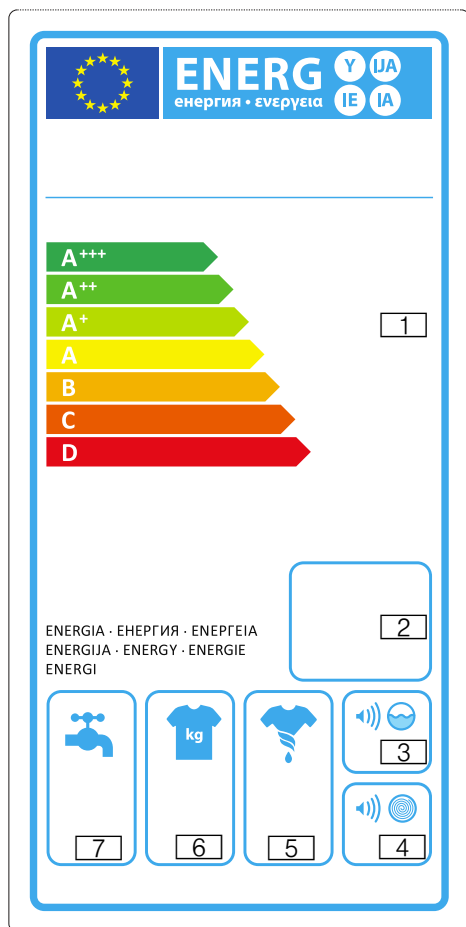 ENERG Y IJA
енергия · ενεργεια IE IA
A+++
A++
A+
1
A
B
C
D
2
ENERGIA · ЕНЕРГИЯ · ΕΝΕΡΓΕΙΑ
ENERGIJA · ENERGY · ENERGIE
ENERGI
kg
3
7
6
5
4